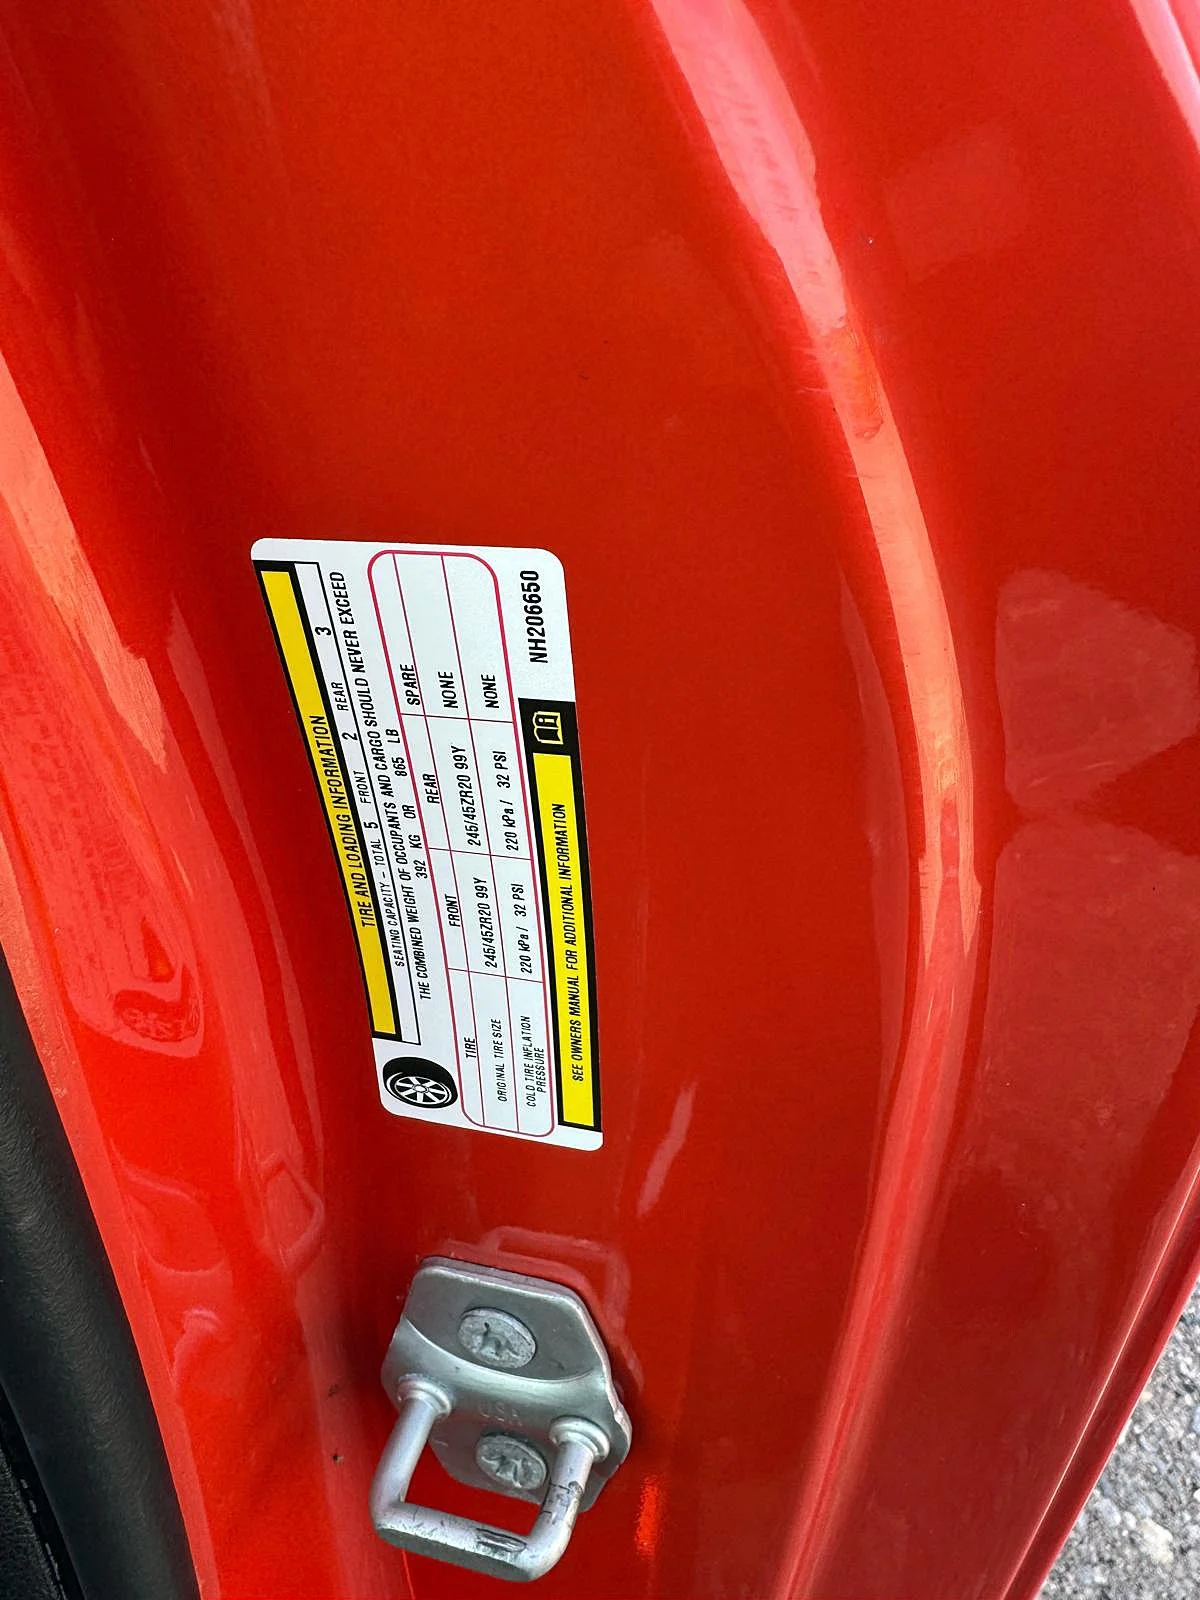 TIRE AND LOADING INFORMATION
SEATING CAPACITY - TOTAL 5 FRONT 2 REAR 3
THE COMBINED WEIGHT OF OCCUPANTS AND CARGO SHOULD NEVER EXCEED
392 KG OR 865 LB
TIRE FRONT REAR SPARE
ORIGINAL TIRE SIZE 245/45ZR20 99Y 245/45ZR20 99Y NONE
COLD TIRE INFLATION
PRESSURE 220 kPa / 32 PSI 220 kPa / 32 PSI NONE
SEE OWNERS MANUAL FOR ADDITIONAL INFORMATION
NH206650
USA